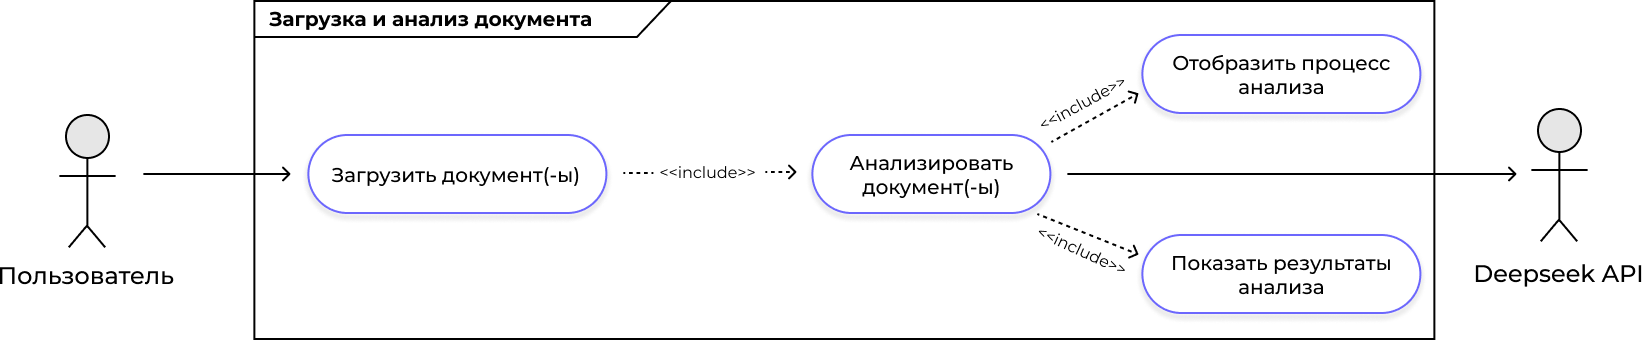 Загрузка и анализ документа
Отобразить процесс
анализа
<<include>>
Загрузить документ(-ы)
<<include>>
Анализировать
документ(-ы)
<<include>>
Показать результаты
анализа
Пользователь
Deepseek API